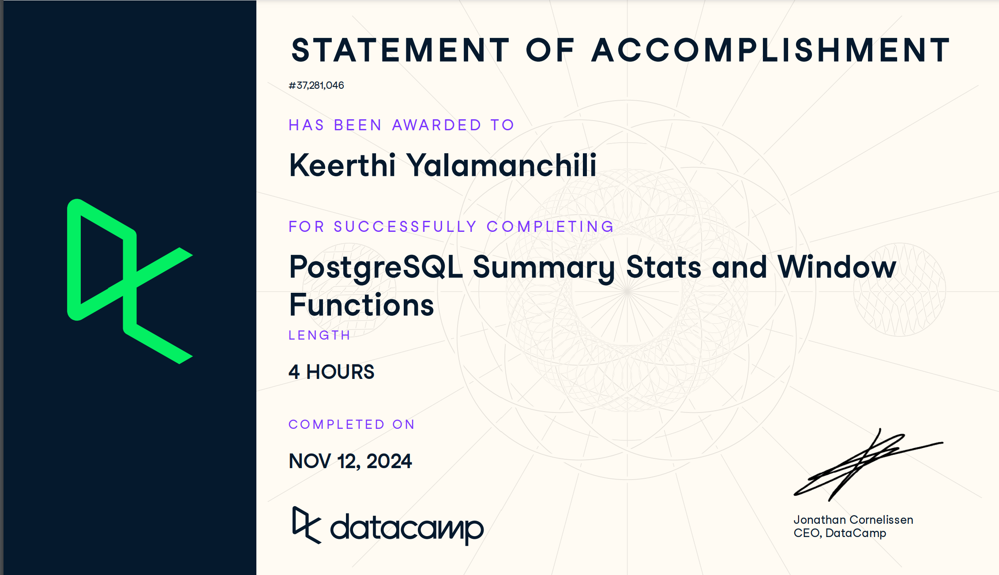 STATEMENT OF ACCOMPLISHMENT
#37,281,046
HAS BEEN AWARDED TO
Keerthi Yalamanchili
FOR SUCCESSFULLY COMPLETING
PostgreSQL Summary Stats and Window
Functions
LENGTH
4 HOURS
COMPLETED ON
NOV 12, 2024
datacamp
Jonathan Cornelissen
CEO, DataCamp